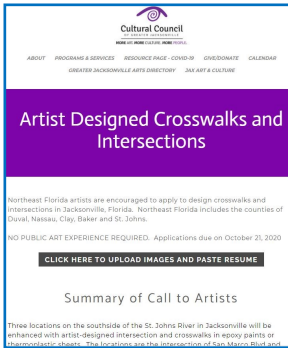 Cultural Council
OF GREATER JACKSONVILLE
MORE ART. MORE CULTURE. MORE PEOPLE.
ABOUT PROGRAMS & SERVICES RESOURCE PAGE - COVID-19 GIVE/DONATE CALENDAR
GREATER JACKSONVILLE ARTS DIRECTORY JAX ART & CULTURE
Artist Designed Crosswalks and
Intersections
Northeast Florida artists are encouraged to apply to design crosswalks and
intersections in Jacksonville, Florida. Northeast Florida includes the counties of
Duval, Nassau, Clay, Baker and St. Johns.
NO PUBLIC ART EXPERIENCE REQUIRED. Applications due on October 21, 2020
CLICK HERE TO UPLOAD IMAGES AND PASTE RESUME
Summary of Call to Artists
Three locations on the southside of the St. Johns River in Jacksonville will be
enhanced with artist-designed intersection and crosswalks in epoxy paints or
thermoplastic sheets. The locations are the intersection of San Marco Blvd and